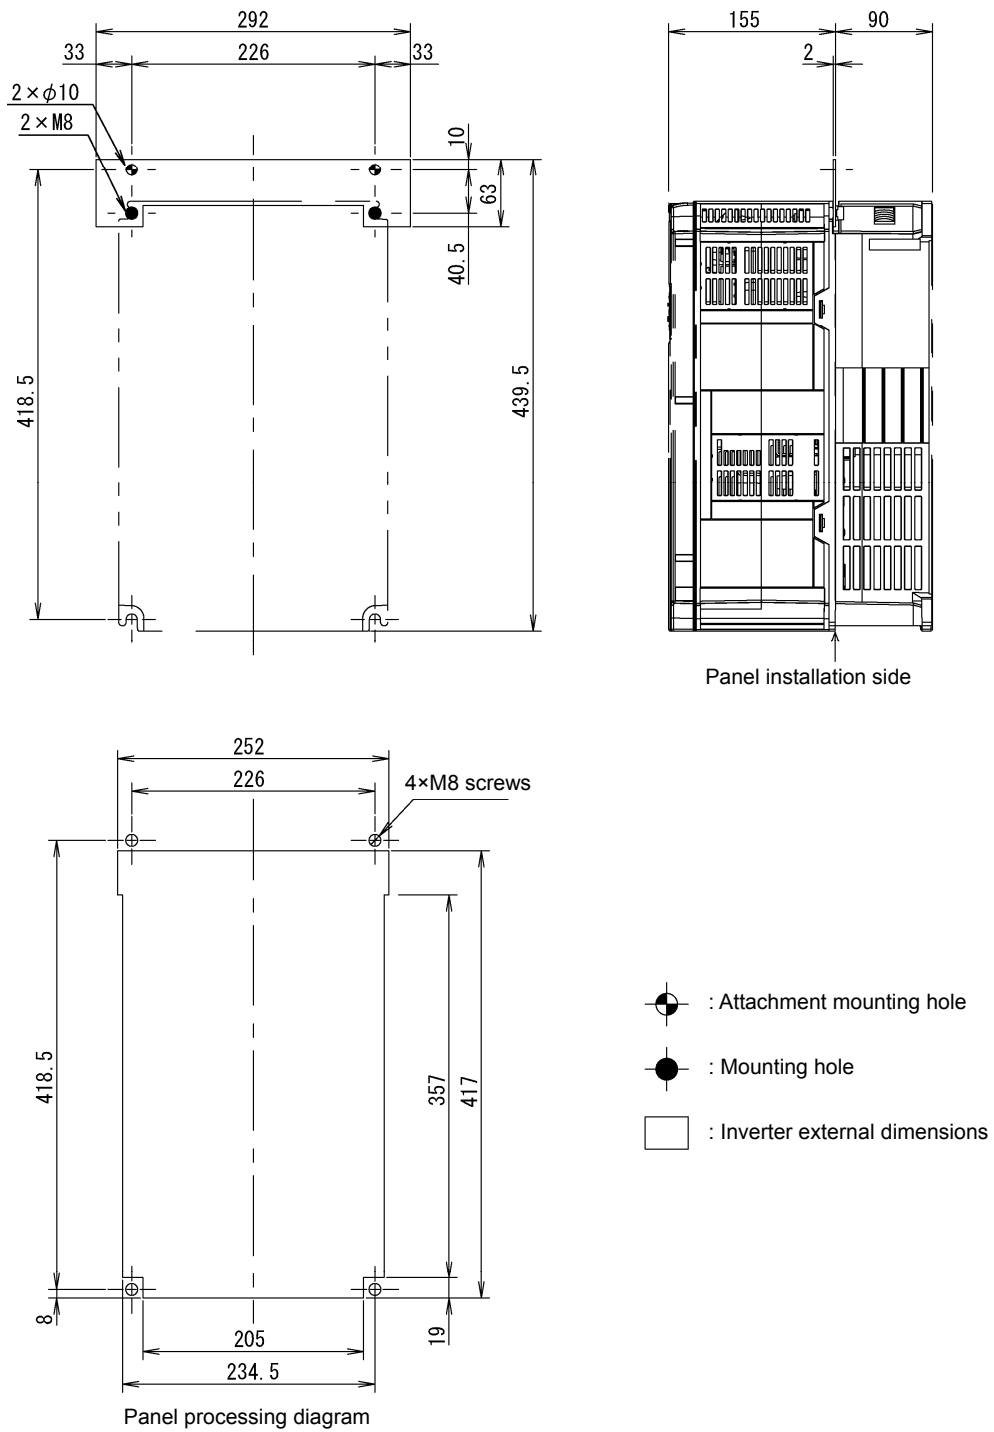 292
33
226
33
2×φ10
2×M8
10
63
40.5
418.5
439.5
155
90
2
Panel installation side
252
226
4×M8 screws
418.5
357
417
8
19
205
234.5
Panel processing diagram
: Attachment mounting hole
: Mounting hole
: Inverter external dimensions